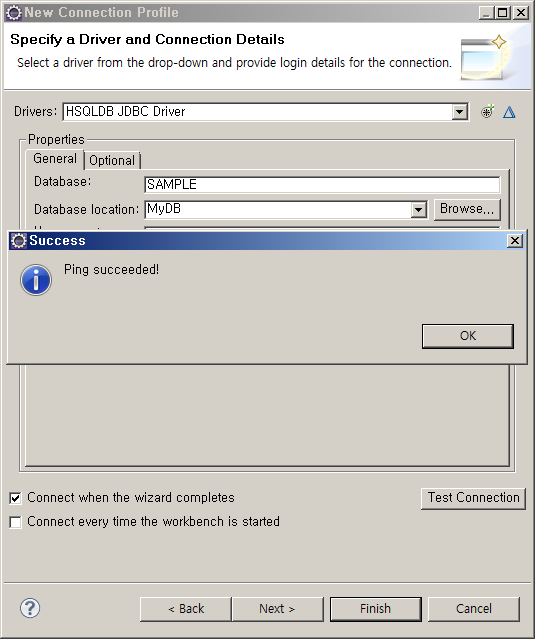 New Connection Profile
Specify a Driver and Connection Details
Select a driver from the drop-down and provide login details for the connection.
Drivers: HSQLDB JDBC Driver
Properties
General Optional
Database: SAMPLE
Database location: MyDB Browse...
Success
Ping succeeded!
OK
Connect when the wizard completes Test Connection
Connect every time the workbench is started
< Back Next > Finish Cancel